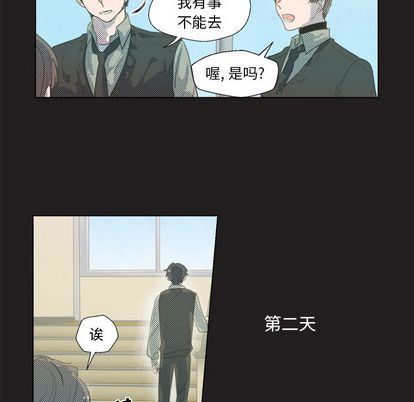 我有事
不能去
喔, 是吗?
第二天
诶